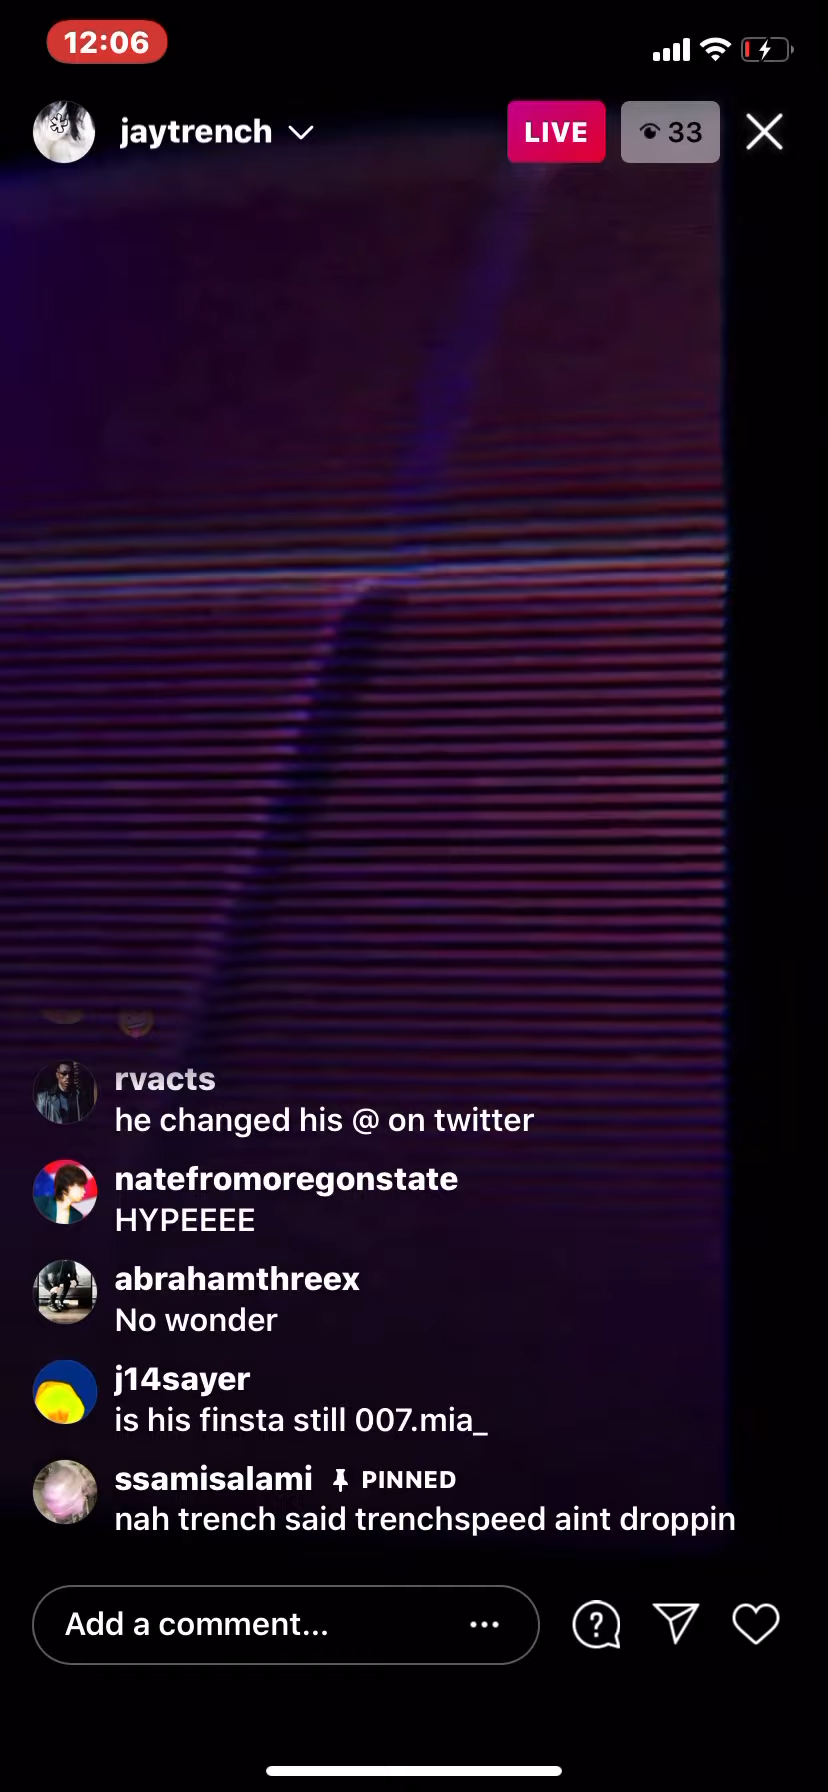 12:06
jaytrench
LIVE
33
rvacts
he changed his @ on twitter
natefromoregonstate
HYPEEEE
abrahamthreex
No wonder
j14sayer
is his finsta still 007.mia_
ssamisalami PINNED
nah trench said trenchspeed aint droppin
Add a comment...